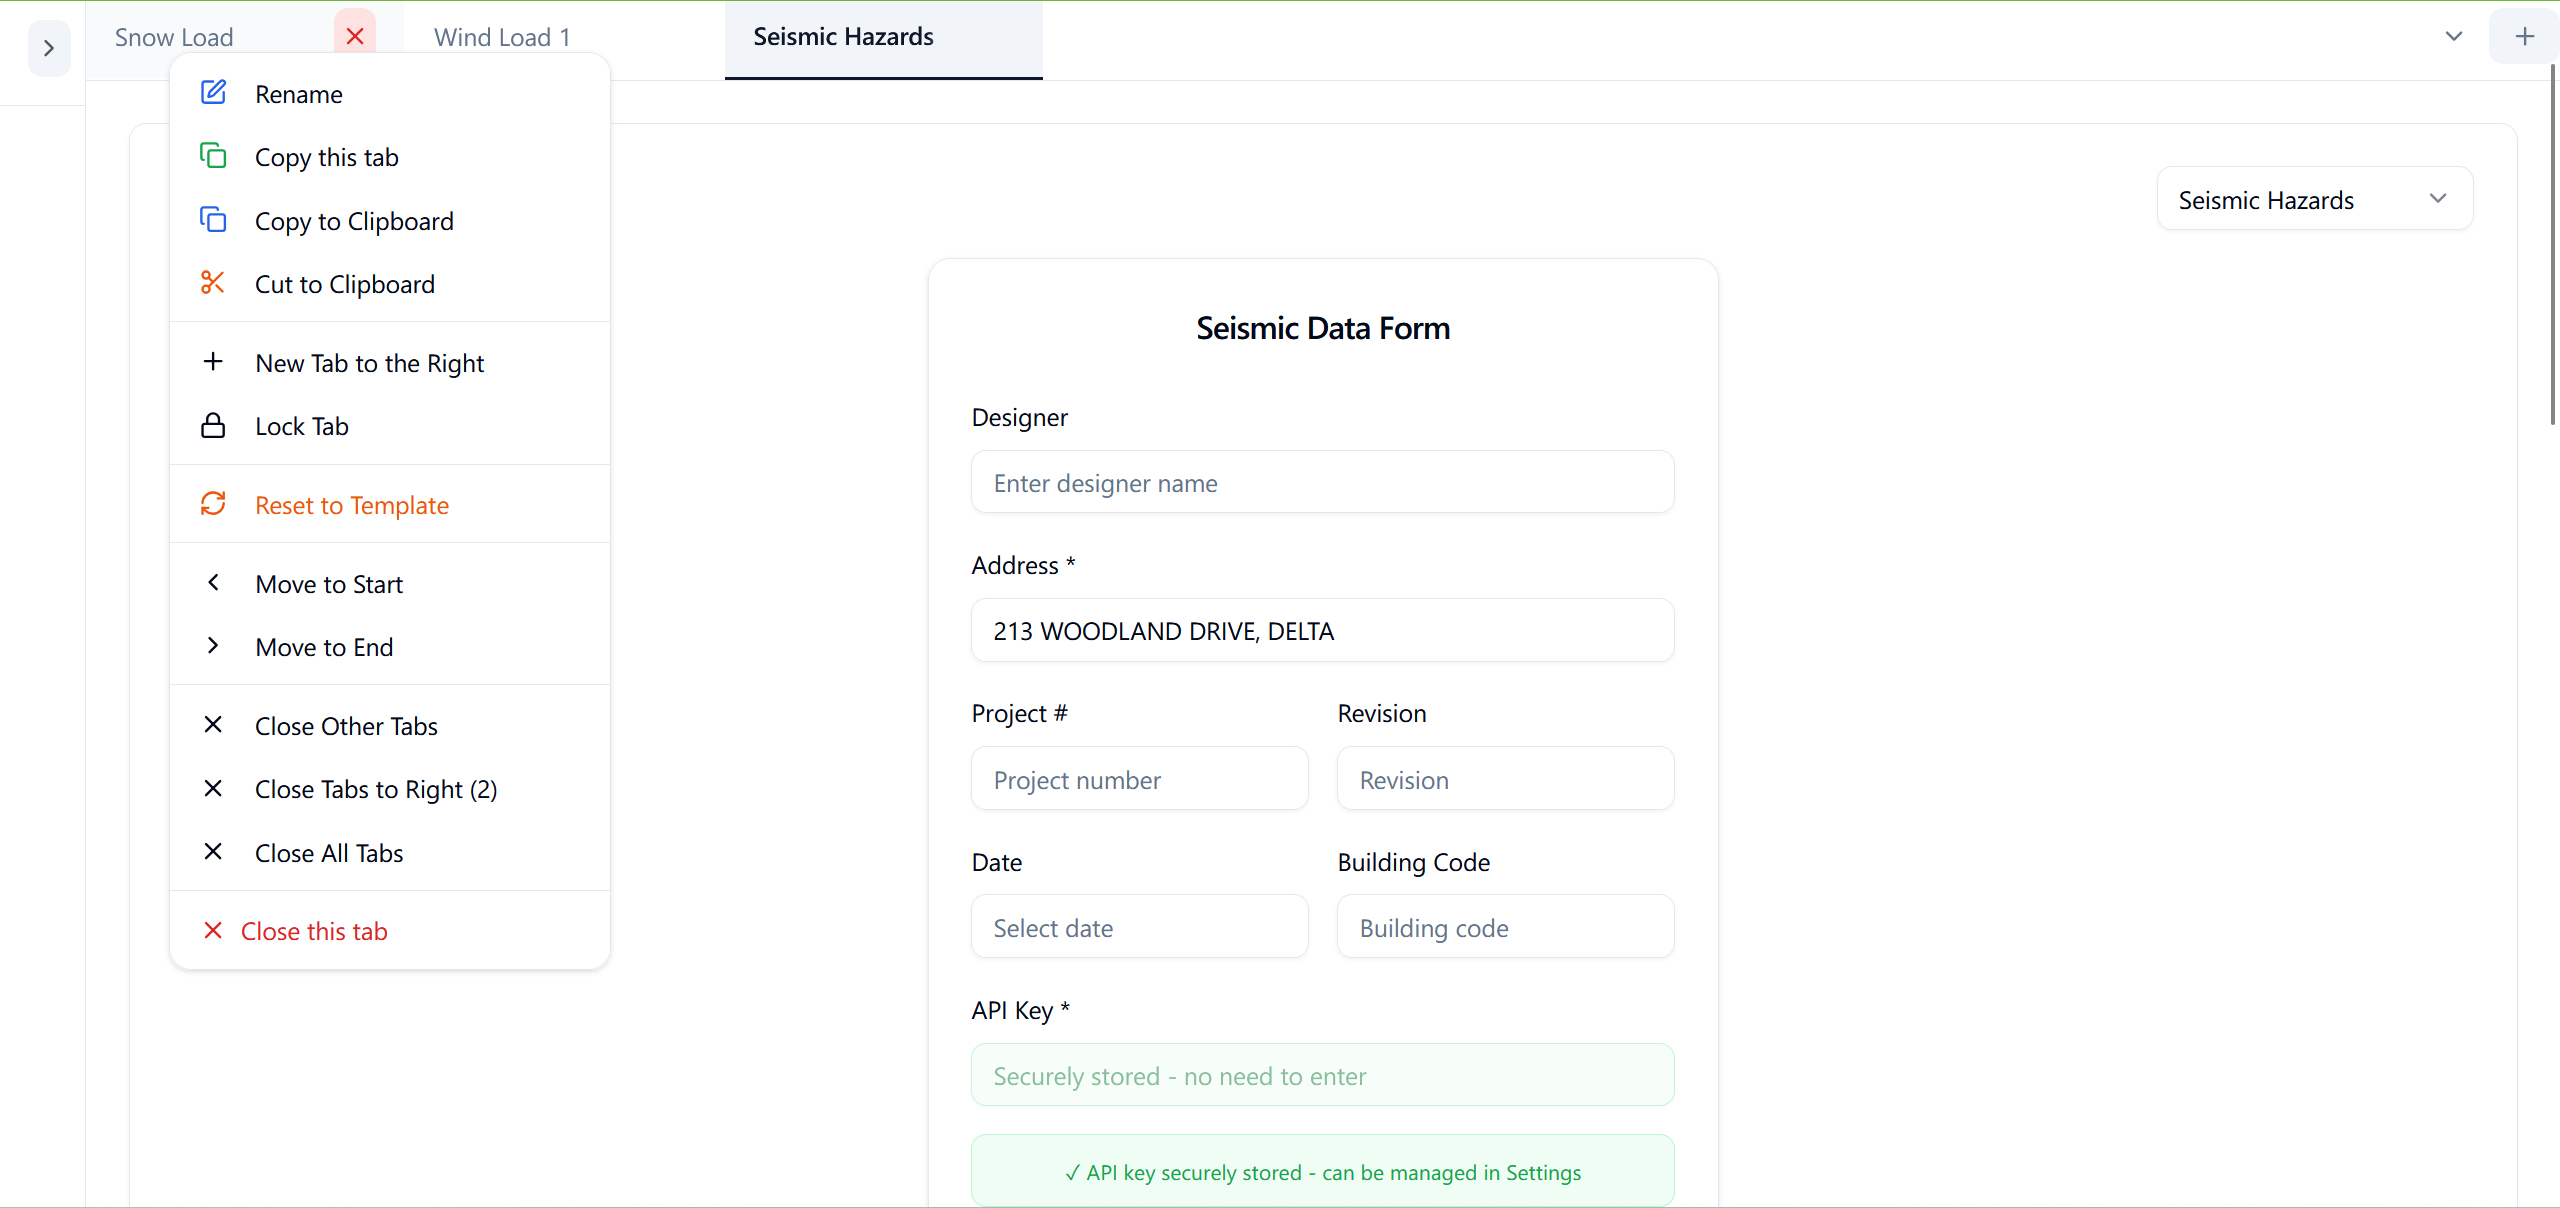 Snow Load
Wind Load 1
Seismic Hazards
Rename
Copy this tab
Copy to Clipboard
Cut to Clipboard
New Tab to the Right
Lock Tab
Reset to Template
Move to Start
Move to End
Close Other Tabs
Close Tabs to Right (2)
Close All Tabs
Close this tab
Seismic Hazards
Seismic Data Form
Designer
Enter designer name
Address *
213 WOODLAND DRIVE, DELTA
Project #
Revision
Project number
Revision
Date
Building Code
Select date
Building code
API Key *
Securely stored - no need to enter
✓ API key securely stored - can be managed in Settings